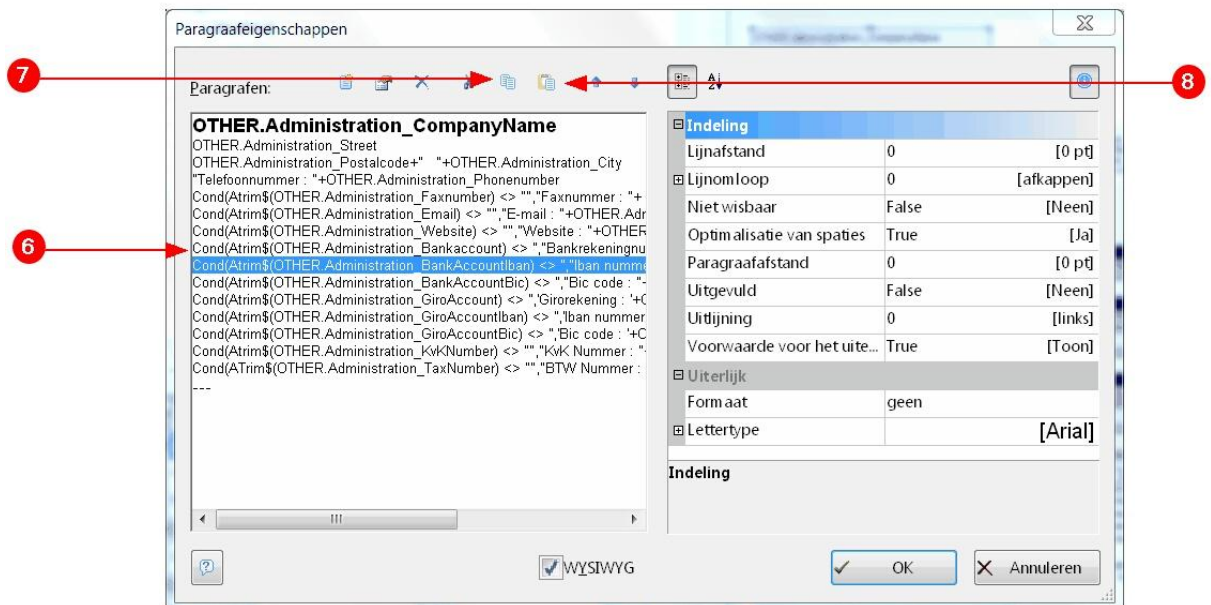 Paragraafeigenschappen
7
8
Paragrafen:
OTHER.Administration_CompanyName
OTHER.Administration_Street
OTHER.Administration_Postalcode+" "+OTHER.Administration_City
"Telefoonnummer : "+OTHER.Administration_Phonenumber
Cond(Atrim$(OTHER.Administration_Faxnumber) <> "","Faxnummer : "+
Cond(Atrim$(OTHER.Administration_Email) <> "","E-mail : "+OTHER.Adr
Cond(Atrim$(OTHER.Administration_Website) <> "","Website : "+OTHER
6
Cond(Atrim$(OTHER.Administration_Bankaccount) <> ","Bankrekeningnu
Cond(Atrim$(OTHER.Administration_BankAccountIban) <> ","Iban numme
Cond(Atrim$(OTHER.Administration_BankAccountBic) <> ","Bic code : "-
Cond(Atrim$(OTHER.Administration_GiroAccount) <> ",'Girorekening : '+C
Cond(Atrim$(OTHER.Administration_GiroAccountIban) <> ",'Iban nummer
Cond(Atrim$(OTHER.Administration_GiroAccountBic) <> ",'Bic code : '+C
Cond(Atrim$(OTHER.Administration_KvKNumber) <> "","KvK Nummer : "-
Cond(ATrim$(OTHER.Administration_TaxNumber) <> "","BTW Nummer :
---
Indeling
Lijnafstand 0 [0 pt]
Lijnomloop 0 [afkappen]
Niet wisbaar False [Neen]
Optimalisatie van spaties True [Ja]
Paragraafafstand 0 [0 pt]
Uitgevuld False [Neen]
Uitlijning 0 [links]
Voorwaarde voor het uite... True [Toon]
Uiterlijk
Formaat geen
Lettertype [Arial]
Indeling
WYSIWYG
OK
Annuleren